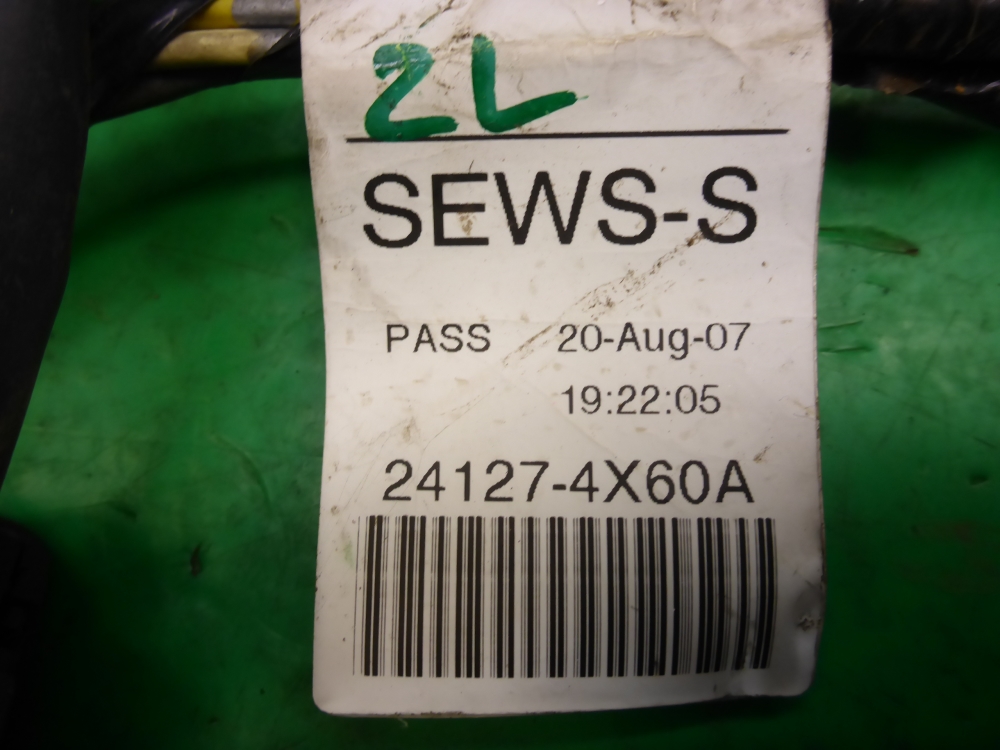 2L
SEWS-S
PASS 20-Aug-07
19:22:05
24127-4X60A